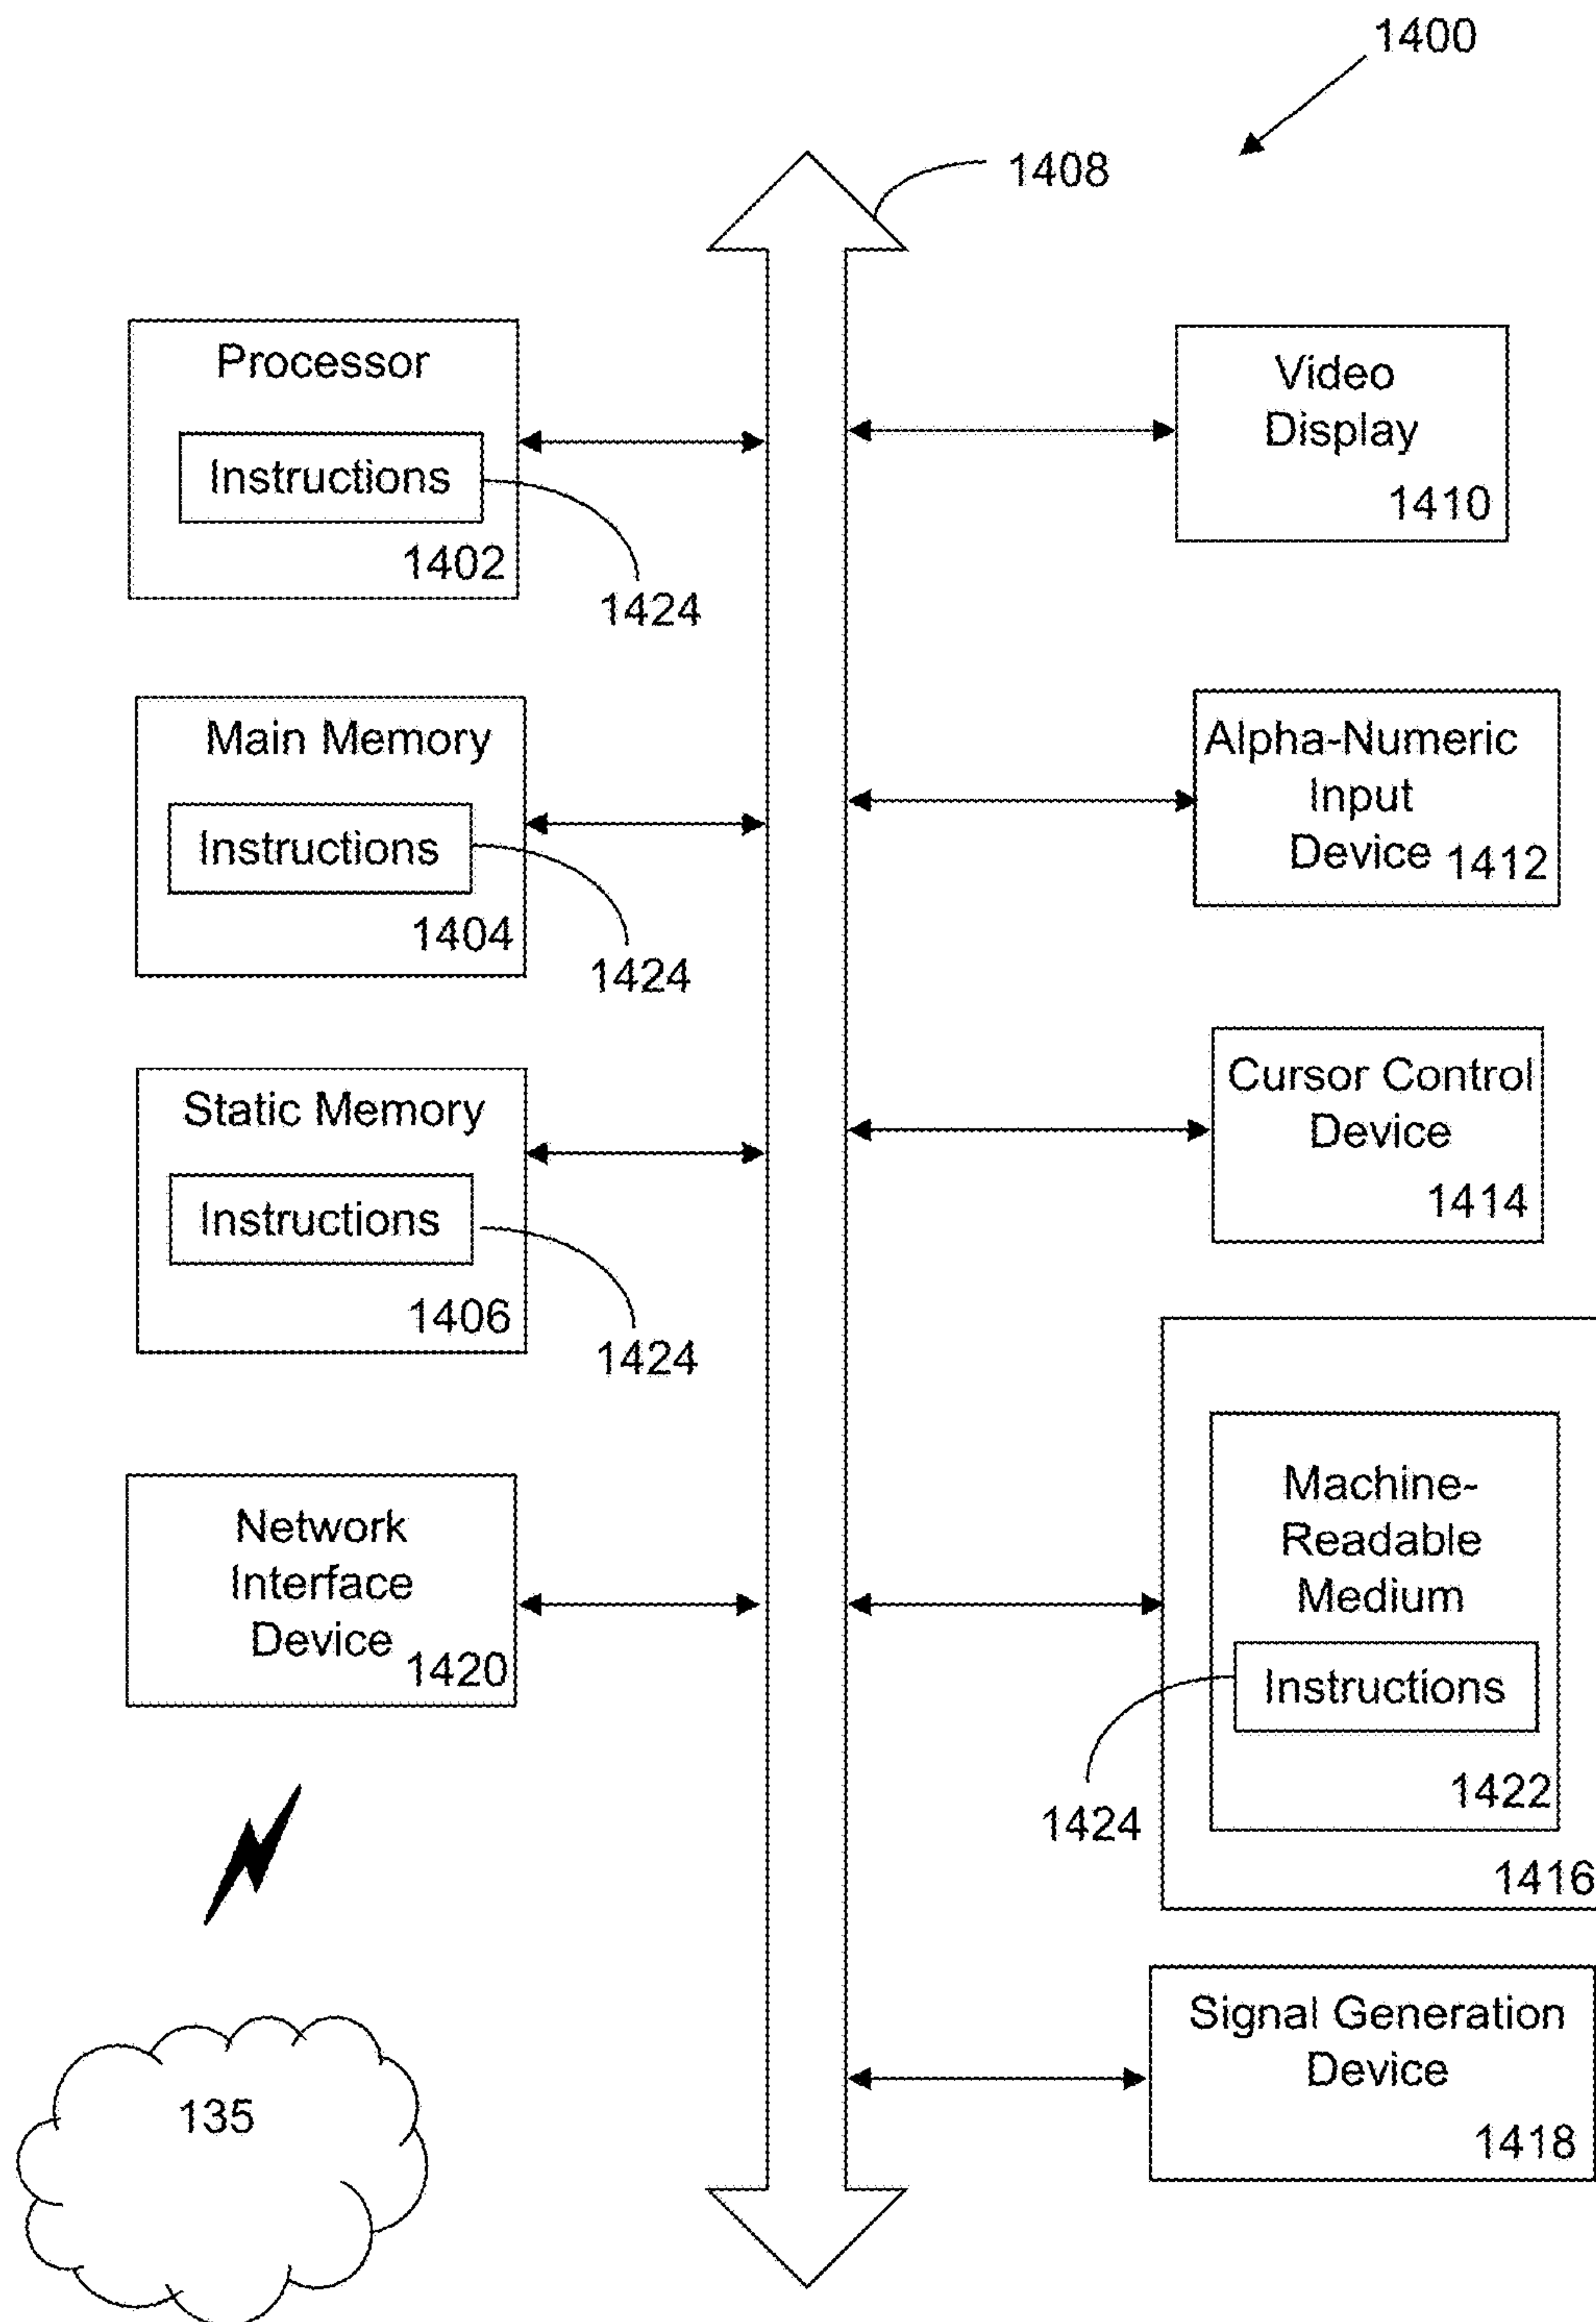 1400
1408
Processor
Instructions
1402
1424
Video
Display
1410
Main Memory
Instructions
1404
1424
Alpha-Numeric
Input
Device 1412
Static Memory
Instructions
1406
1424
Cursor Control
Device
1414
Network
Interface
Device
1420
Machine-
Readable
Medium
Instructions
1422
1424
1416
135
Signal Generation
Device
1418